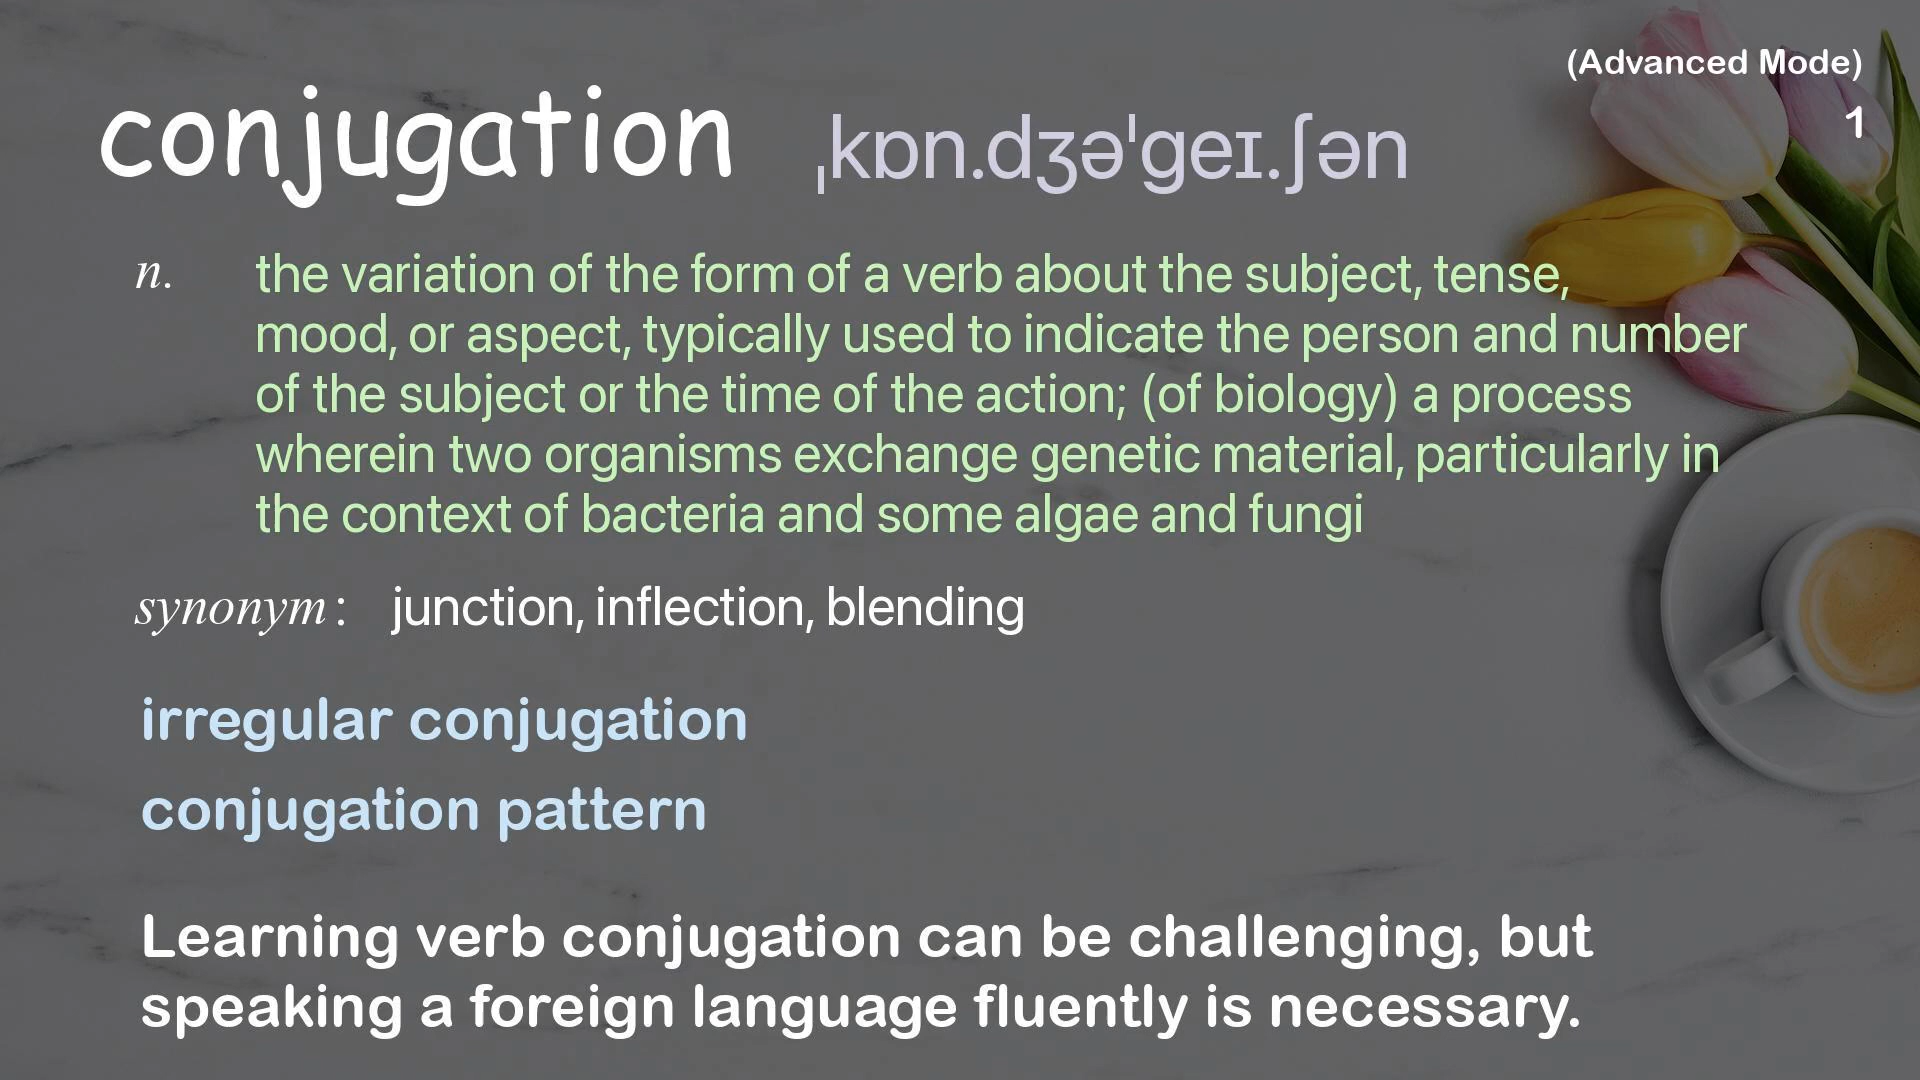 (Advanced Mode)
1
conjugation ˌkɒn.dʒəˈɡeɪ.ʃən
n. the variation of the form of a verb about the subject, tense,
mood, or aspect, typically used to indicate the person and number
of the subject or the time of the action; (of biology) a process
wherein two organisms exchange genetic material, particularly in
the context of bacteria and some algae and fungi
synonym: junction, inflection, blending
irregular conjugation
conjugation pattern
Learning verb conjugation can be challenging, but
speaking a foreign language fluently is necessary.